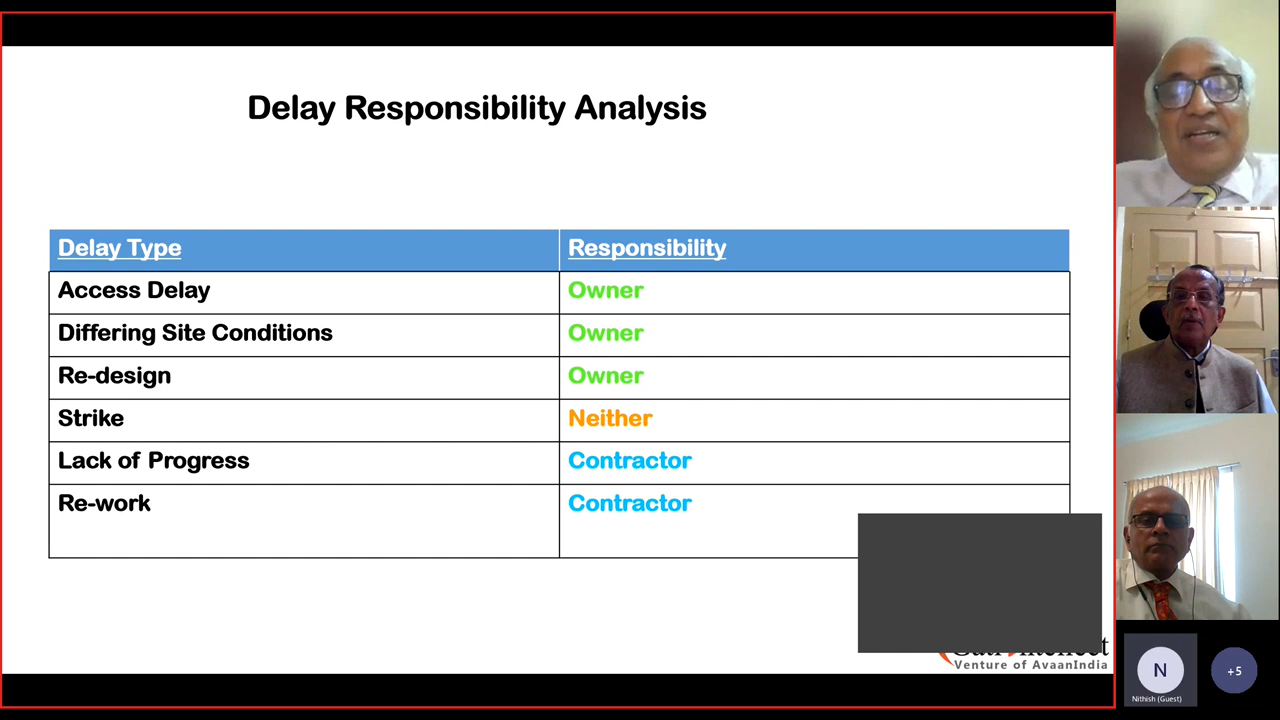 Delay Responsibility Analysis
Delay Type Responsibility
Access Delay Owner
Differing Site Conditions Owner
Re-design Owner
Strike Neither
Lack of Progress Contractor
Re-work Contractor
Venture of AvaanIndia
N
+5
Nithish (Guest)